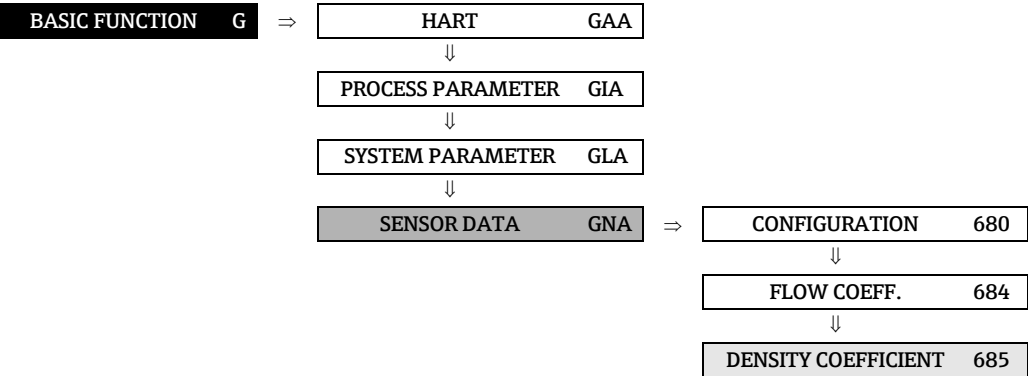 BASIC FUNCTION G ⇒ HART GAA
⇓
PROCESS PARAMETER GIA
⇓
SYSTEM PARAMETER GLA
⇓
SENSOR DATA GNA ⇒ CONFIGURATION 680
⇓
FLOW COEFF. 684
⇓
DENSITY COEFFICIENT 685